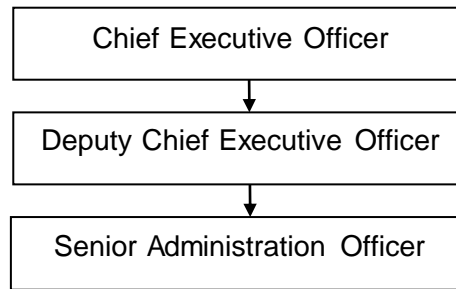 Chief Executive Officer
Deputy Chief Executive Officer
Senior Administration Officer